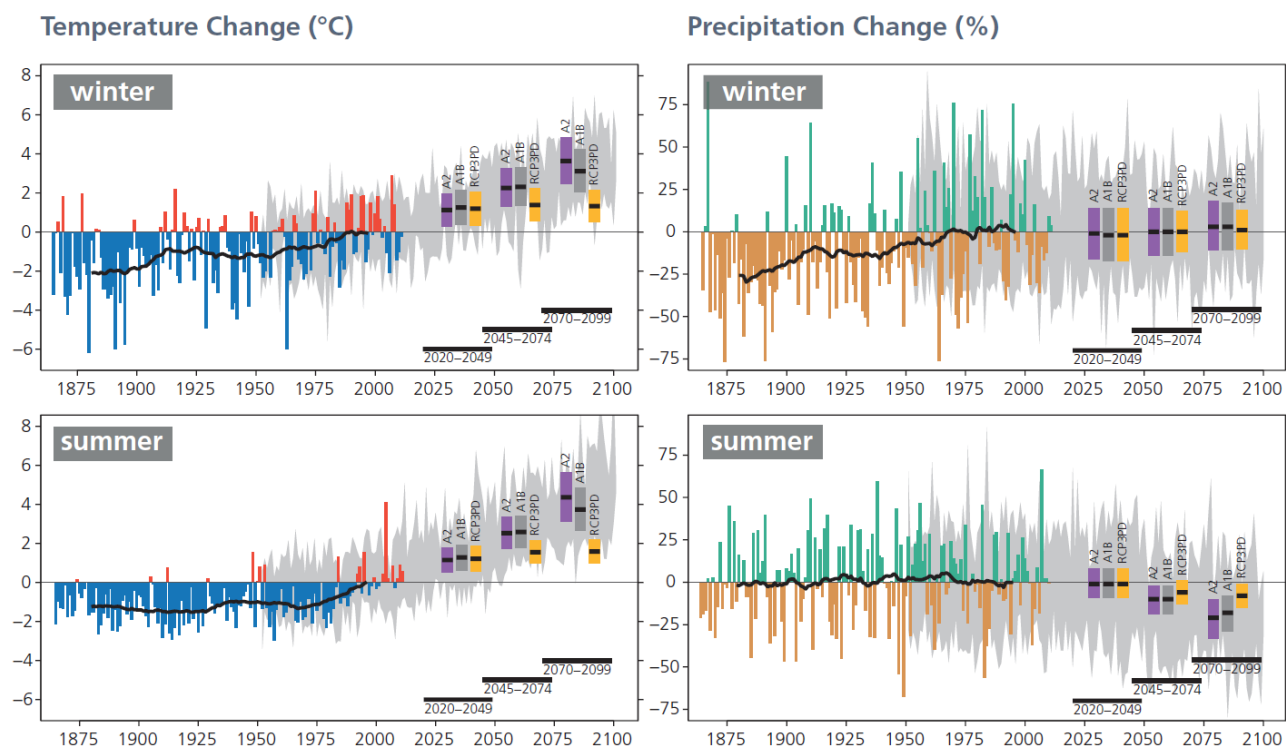 Temperature Change (°C)
Precipitation Change (%)
winter
8
6
4
2
0
−2
−4
−6
A2
A1B
RCP3PD
A2
A1B
RCP3PD
A2
A1B
RCP3PD
2070–2099
2045–2074
2020–2049
1875 1900 1925 1950 1975 2000 2025 2050 2075 2100
winter
75
50
25
0
−25
−50
−75
A2
A1B
RCP3PD
A2
A1B
RCP3PD
A2
A1B
RCP3PD
2070–2099
2045–2074
2020–2049
1875 1900 1925 1950 1975 2000 2025 2050 2075 2100
summer
8
6
4
2
0
−2
−4
−6
A2
A1B
RCP3PD
A2
A1B
RCP3PD
A2
A1B
RCP3PD
2070–2099
2045–2074
2020–2049
1875 1900 1925 1950 1975 2000 2025 2050 2075 2100
summer
75
50
25
0
−25
−50
−75
A2
A1B
RCP3PD
A2
A1B
RCP3PD
A2
A1B
RCP3PD
2070–2099
2045–2074
2020–2049
1875 1900 1925 1950 1975 2000 2025 2050 2075 2100